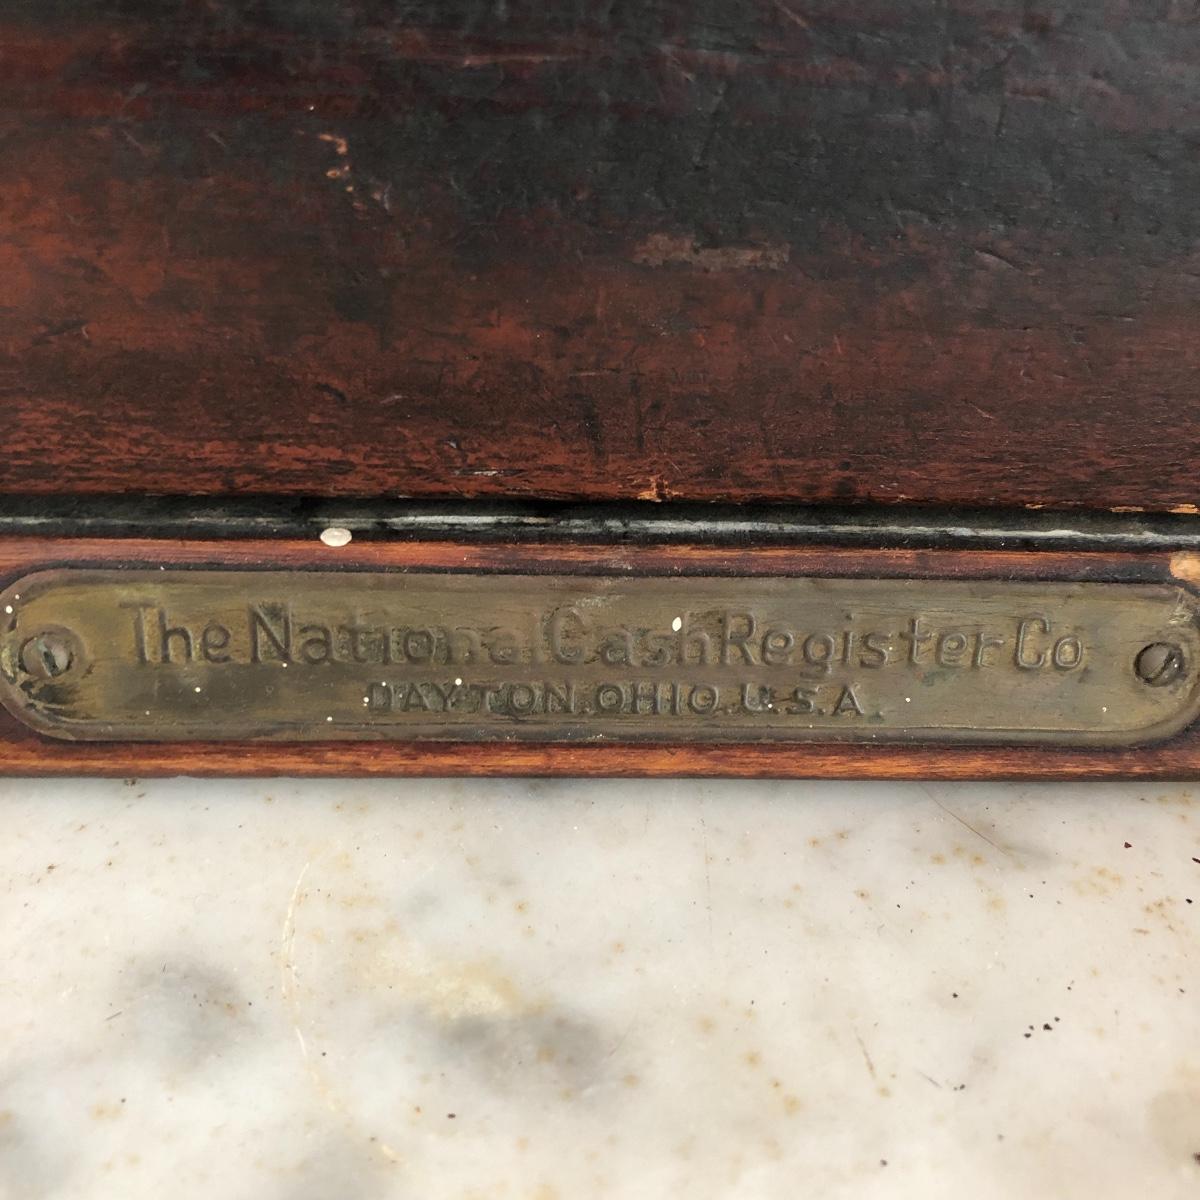 The National Cash Register Co
DAYTON.OHIO.U.S.A.